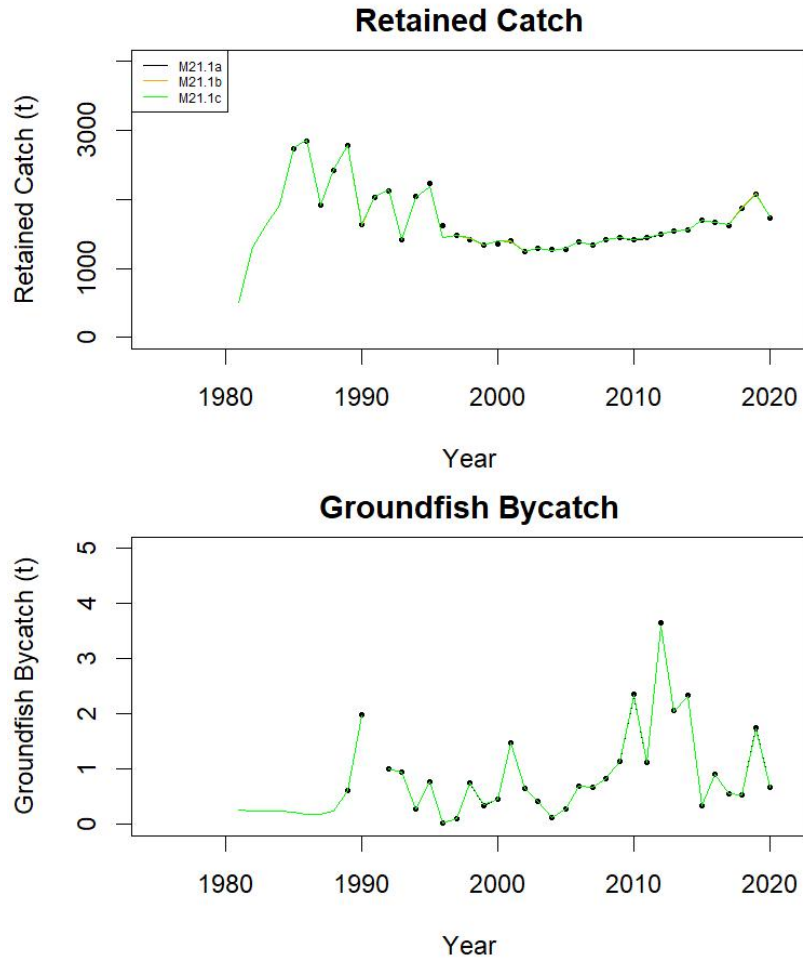 Retained Catch
M21.1a
M21.1b
M21.1c
Retained Catch (t)
3000
1000
0
1980 1990 2000 2010 2020
Year
Groundfish Bycatch
Groundfish Bycatch (t)
5
4
3
2
1
0
1980 1990 2000 2010 2020
Year